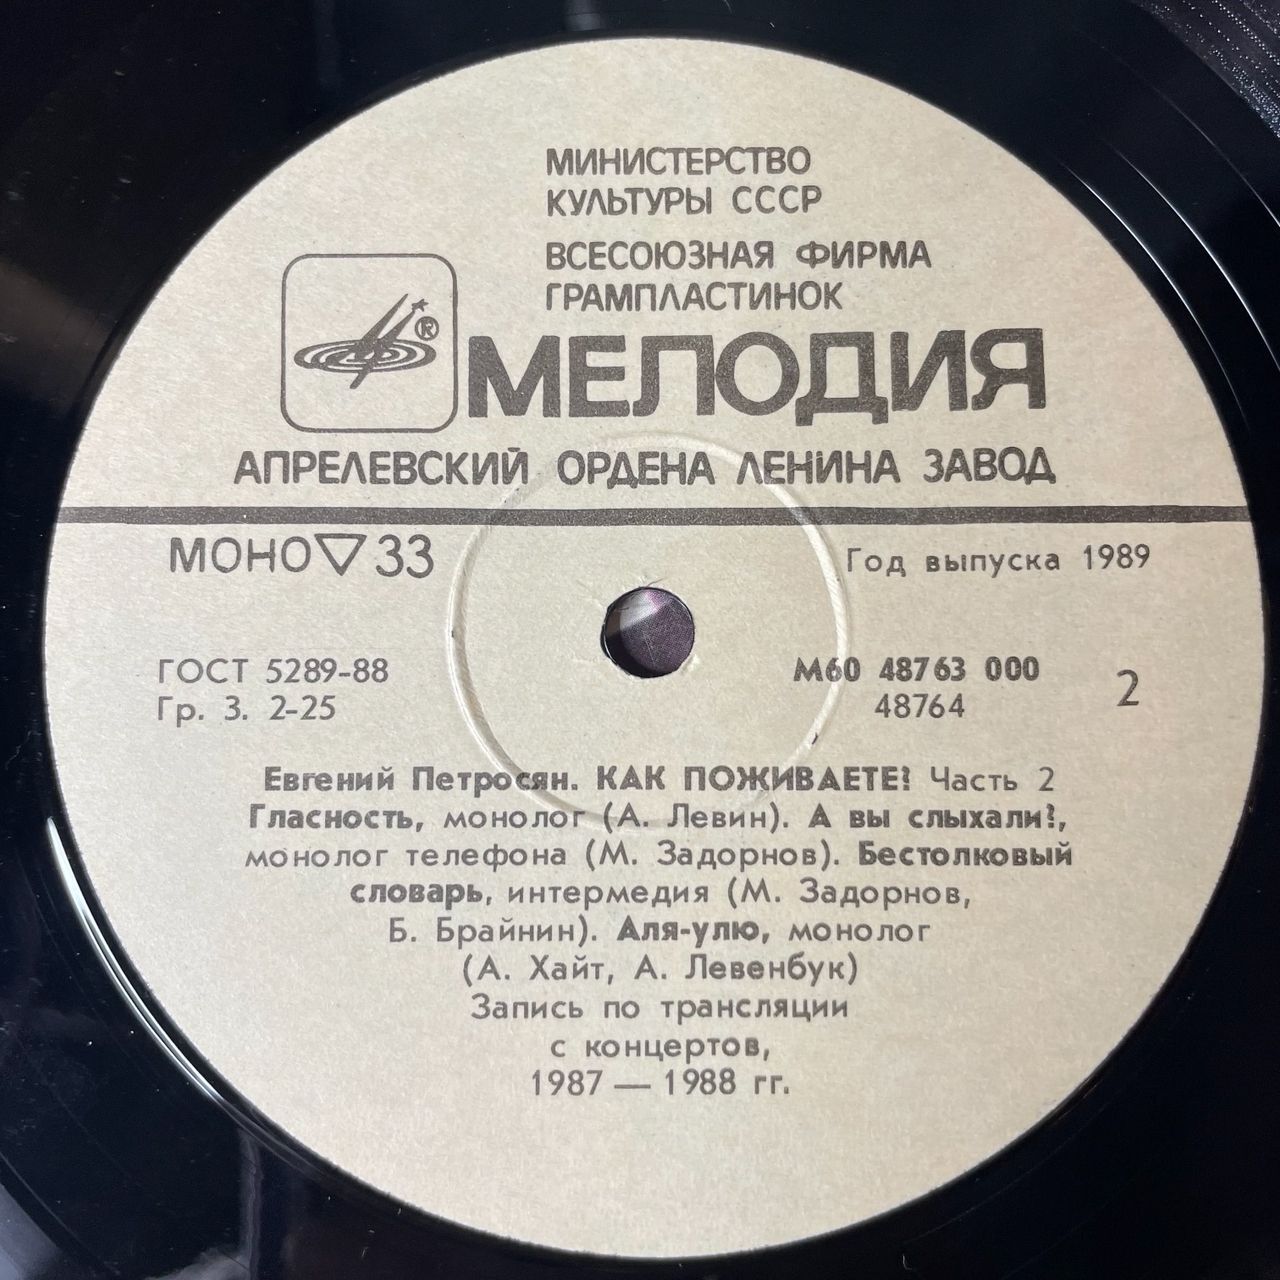 МИНИСТЕРСТВО
КУЛЬТУРЫ СССР
ВСЕСОЮЗНАЯ ФИРМА
ГРАМПЛАСТИНОК
®
МЕЛОДИЯ
АПРЕЛЕВСКИЙ ОРДЕНА ЛЕНИНА ЗАВОД
МОНО ▽ 33
Год выпуска 1989
ГОСТ 5289-88
Гр. 3. 2-25
М60 48763 000
48764
2
Евгений Петросян. КАК ПОЖИВАЕТЕ? Часть 2
Гласность, монолог (А. Левин). А вы слыхали?,
монолог телефона (М. Задорнов). Бестолковый
словарь, интермедия (М. Задорнов,
Б. Брайнин). Аля-улю, монолог
(А. Хайт, А. Левенбук)
Запись по трансляции
с концертов,
1987 — 1988 гг.